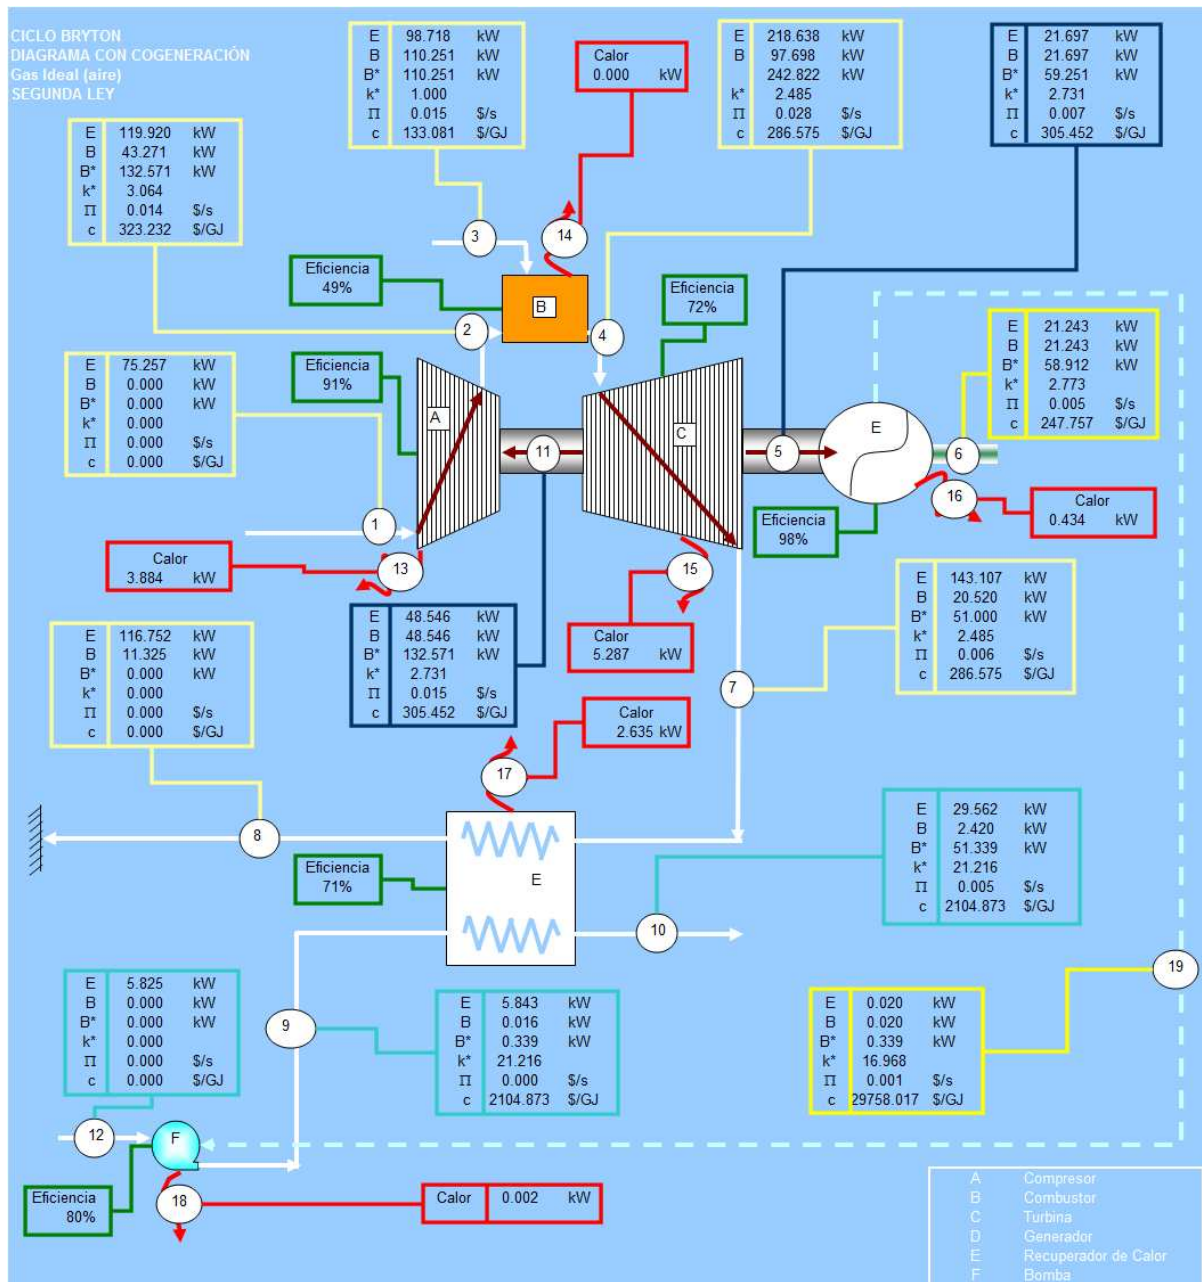 CICLO BRYTON
DIAGRAMA CON COGENERACIÓN
Gas Ideal (aire)
SEGUNDA LEY
E 98.718 kW
B 110.251 kW
B* 110.251 kW
k* 1.000
Π 0.015 $/s
c 133.081 $/GJ
Calor
0.000 kW
E 218.638 kW
B 97.698 kW
242.822 kW
k* 2.485
Π 0.028 $/s
c 286.575 $/GJ
E 21.697 kW
B 21.697 kW
B* 59.251 kW
k* 2.731
Π 0.007 $/s
c 305.452 $/GJ
E 119.920 kW
B 43.271 kW
B* 132.571 kW
k* 3.064
Π 0.014 $/s
c 323.232 $/GJ
3
14
Eficiencia
49%
B
Eficiencia
72%
2
4
E 21.243 kW
B 21.243 kW
B* 58.912 kW
k* 2.773
Π 0.005 $/s
c 247.757 $/GJ
E 75.257 kW
B 0.000 kW
B* 0.000 kW
k* 0.000
Π 0.000 $/s
c 0.000 $/GJ
Eficiencia
91%
A
C
E
11
5
6
1
16
Calor
0.434 kW
Eficiencia
98%
Calor
3.884 kW
13
15
E 48.546 kW
B 48.546 kW
B* 132.571 kW
k* 2.731
Π 0.015 $/s
c 305.452 $/GJ
Calor
5.287 kW
E 143.107 kW
B 20.520 kW
B* 51.000 kW
k* 2.485
Π 0.006 $/s
c 286.575 $/GJ
E 116.752 kW
B 11.325 kW
B* 0.000 kW
k* 0.000
Π 0.000 $/s
c 0.000 $/GJ
7
Calor
2.635 kW
17
8
E 29.562 kW
B 2.420 kW
B* 51.339 kW
k* 21.216
Π 0.005 $/s
c 2104.873 $/GJ
Eficiencia
71%
E
10
19
E 5.825 kW
B 0.000 kW
B* 0.000 kW
k* 0.000
Π 0.000 $/s
c 0.000 $/GJ
9
E 5.843 kW
B 0.016 kW
B* 0.339 kW
k* 21.216
Π 0.000 $/s
c 2104.873 $/GJ
E 0.020 kW
B 0.020 kW
B* 0.339 kW
k* 16.968
Π 0.001 $/s
c 29758.017 $/GJ
12
F
Eficiencia
80%
18
Calor 0.002 kW
A Compresor
B Combustor
C Turbina
D Generador
E Recuperador de Calor
F Bomba